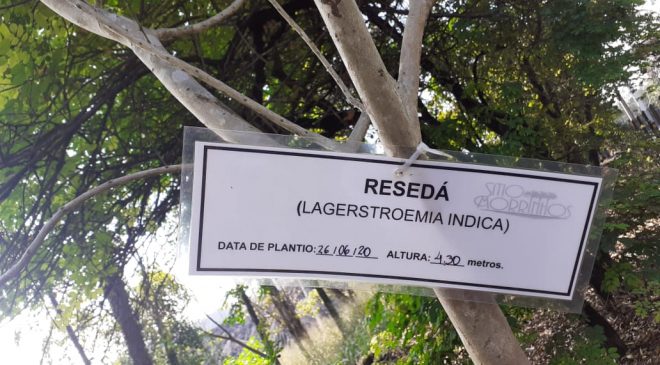 RESEDÁ
SITIO
MORRINHOS
(LAGERSTROEMIA INDICA)
DATA DE PLANTIO: 26/06/20 ALTURA: 4,30 metros.